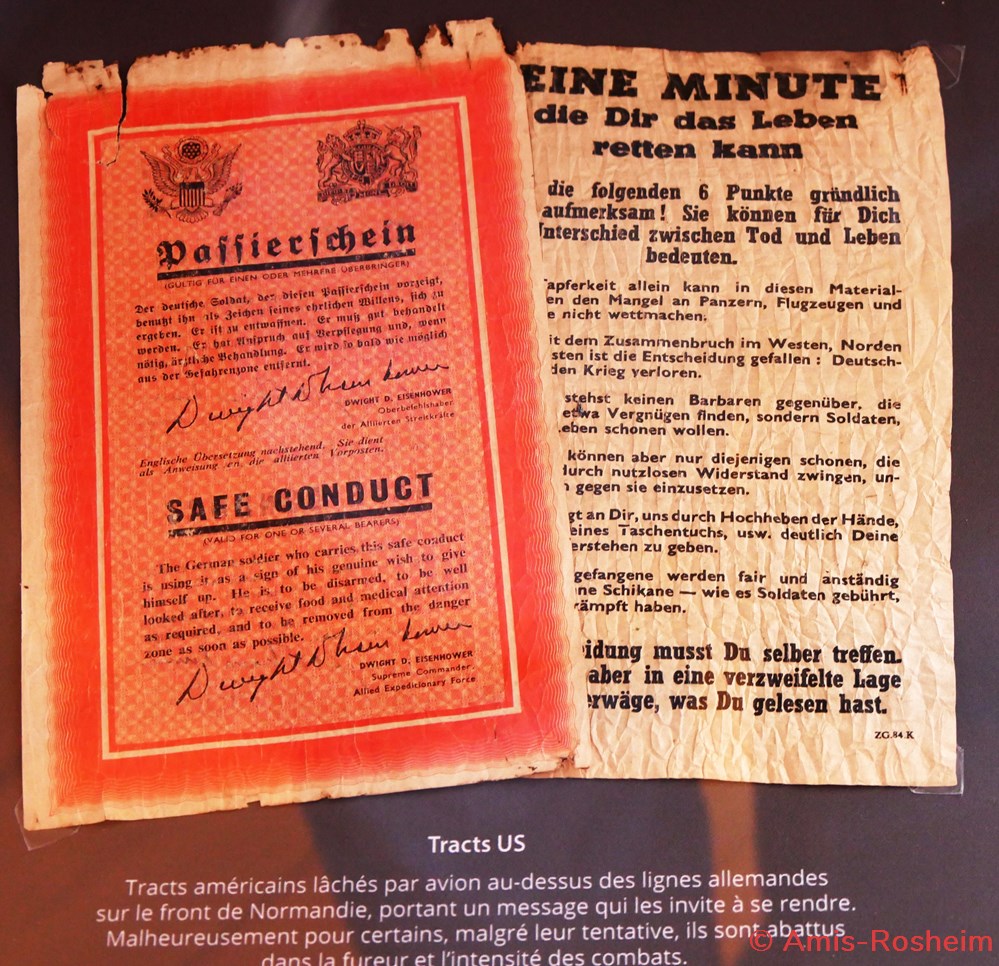 Passierschein
(GÜLTIG FÜR EINEN ODER MEHRERE ÜBERBRINGER)
Der deutsche Soldat, der diesen Passierschein vorzeigt,
benutzt ihn als Zeichen seines ehrlichen Willens, sich zu
ergeben. Er ist zu entwaffnen. Er muß gut behandelt
werden. Er hat Anspruch auf Verpflegung und, wenn
nötig, ärztliche Behandlung. Er wird so bald wie möglich
aus der Gefahrenzone entfernt.
Dwight D Eisenhower
DWIGHT D. EISENHOWER
Oberbefehlshaber
der Alliierten Streitkräfte
Englische Übersetzung nachstehend. Sie dient
als Anweisung an die alliierten Vorposten.
SAFE CONDUCT
(VALID FOR ONE OR SEVERAL BEARERS)
The German soldier who carries this safe conduct
is using it as a sign of his genuine wish to give
himself up. He is to be disarmed, to be well
looked after, to receive food and medical attention
as required, and to be removed from the danger
zone as soon as possible.
Dwight D Eisenhower
DWIGHT D. EISENHOWER
Supreme Commander,
Allied Expedicionary Force
EINE MINUTE
die Dir das Leben
retten kann
die folgenden 6 Punkte gründlich
aufmerksam! Sie können für Dich
nterschied zwischen Tod und Leben
bedeuten.
apferkeit allein kann in diesen Material-
en den Mangel an Panzern, Flugzeugen und
e nicht wettmachen.
it dem Zusammenbruch im Westen, Norden
sten ist die Entscheidung gefallen : Deutsch-
den Krieg verloren.
stehst keinen Barbaren gegenüber, die
etwa Vergnügen finden, sondern Soldaten,
eben schonen wollen.
können aber nur diejenigen schonen, die
durch nutzlosen Widerstand zwingen, un-
n gegen sie einzusetzen.
gt an Dir, uns durch Hochheben der Hände,
eines Taschentuchs, usw. deutlich Deine
erstehen zu geben.
gefangene werden fair und anständig
ne Schikane — wie es Soldaten gebührt,
ämpft haben.
idung musst Du selber treffen.
aber in eine verzweifelte Lage
erwäge, was Du gelesen hast.
ZG.84.K
Tracts US
Tracts américains lâchés par avion au-dessus des lignes allemandes
sur le front de Normandie, portant un message qui les invite à se rendre.
Malheureusement pour certains, malgré leur tentative, ils sont abattus
dans la fureur et l'intensité des combats.
© Amis-Rosheim